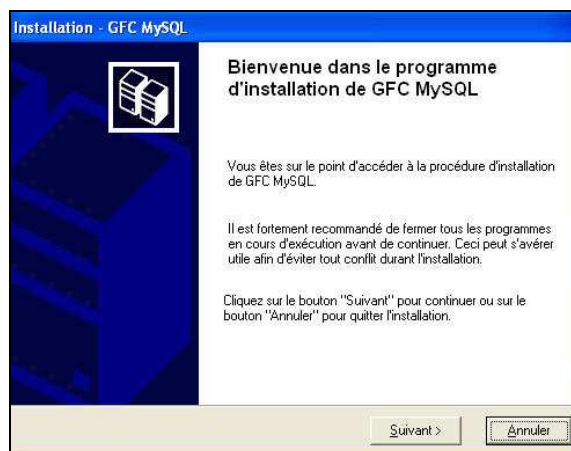 Installation - GFC MySQL
Bienvenue dans le programme
d'installation de GFC MySQL
Vous êtes sur le point d'accéder à la procédure d'installation
de GFC MySQL.
Il est fortement recommandé de fermer tous les programmes
en cours d'exécution avant de continuer. Ceci peut s'avérer
utile afin d'éviter tout conflit durant l'installation.
Cliquez sur le bouton "Suivant" pour continuer ou sur le
bouton "Annuler" pour quitter l'installation.
Suivant >
Annuler